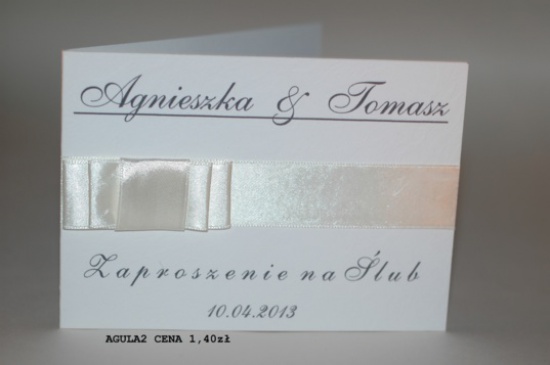 Agnieszka & Tomasz
Zaproszenie na Ślub
10.04.2013
AGULA2 CENA 1,40zł